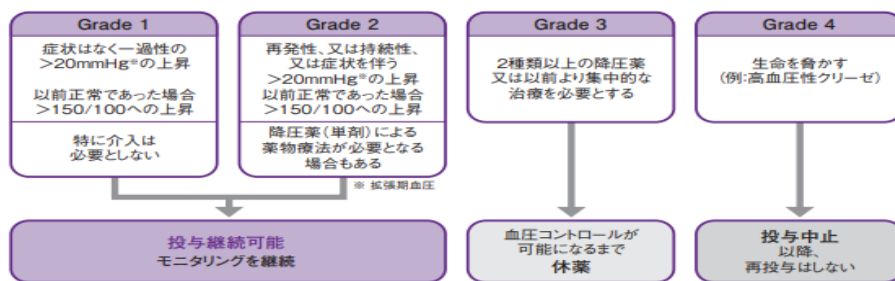 Grade 1
症状はなく一過性の
>20mmHg※の上昇
以前正常であった場合
>150/100への上昇
特に介入は
必要としない
Grade 2
再発性、又は持続性、
又は症状を伴う
>20mmHg※の上昇
以前正常であった場合
>150/100への上昇
降圧薬(単剤)による
薬物療法が必要となる
場合もある
※ 拡張期血圧
Grade 3
2種類以上の降圧薬
又は以前より集中的な
治療を必要とする
Grade 4
生命を脅かす
(例:高血圧性クリーゼ)
投与継続可能
モニタリングを継続
血圧コントロールが
可能になるまで
休薬
投与中止
以降、
再投与はしない